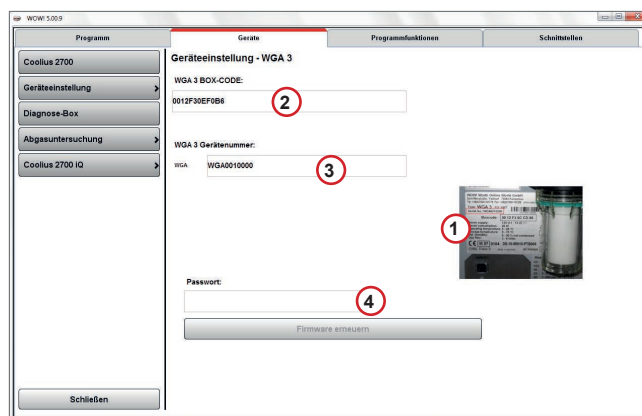 WOW! 5.00.9
Programm Geräte Programmfunktionen Schnittstellen
Coolius 2700
Geräteeinstellung
Diagnose-Box
Abgasuntersuchung
Coolius 2700 iQ
Schließen
Geräteeinstellung - WGA 3
WGA 3 BOX-CODE:
0012F30EF0B6
2
WGA 3 Gerätenummer:
WGA WGA0010000
3
1
Passwort:
4
Firmware erneuern